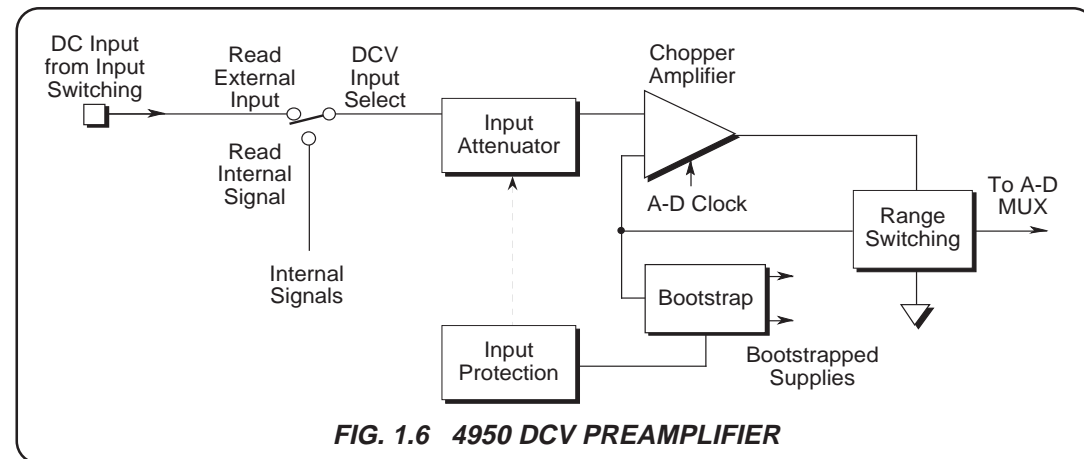 DC Input
from Input
Switching
Read
External
Input
DCV
Input
Select
Read
Internal
Signal
Internal
Signals
Input
Attenuator
Chopper
Amplifier
A-D Clock
Range
Switching
To A-D
MUX
Bootstrap
Bootstrapped
Supplies
Input
Protection
FIG. 1.6 4950 DCV PREAMPLIFIER